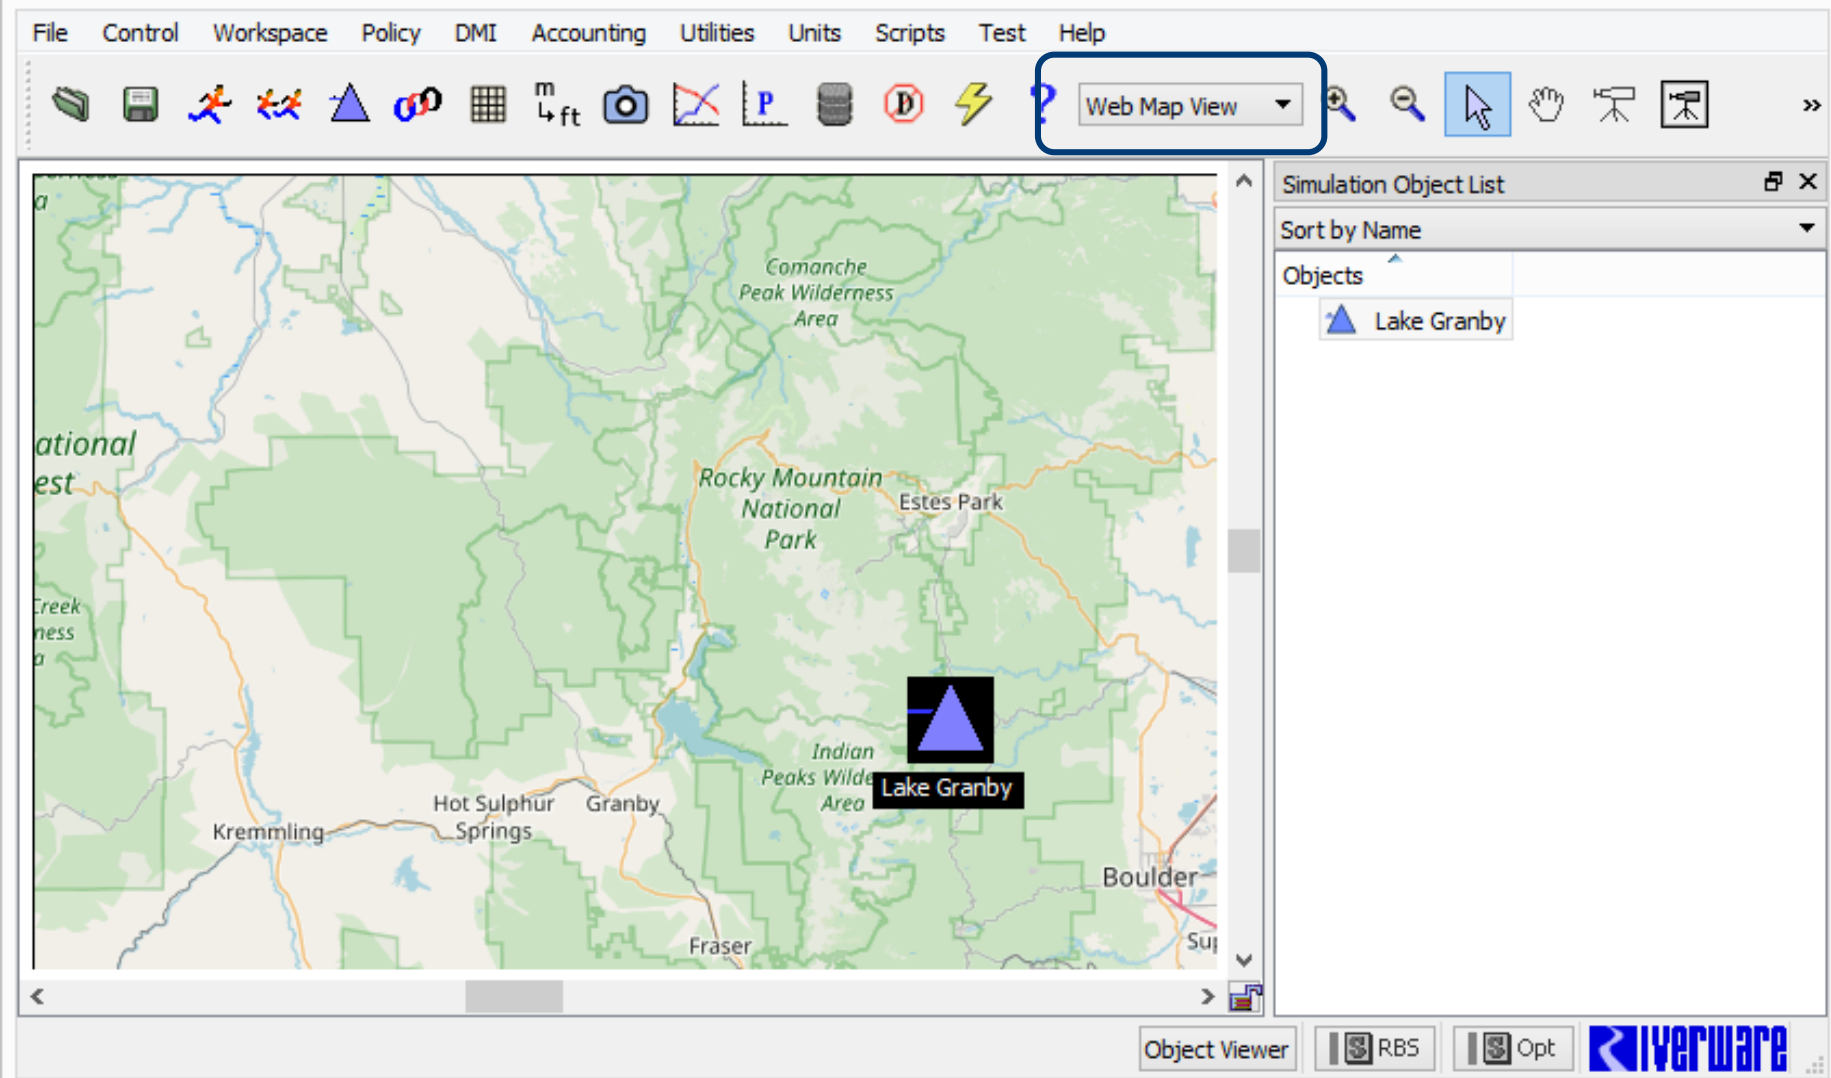 File Control Workspace Policy DMI Accounting Utilities Units Scripts Test Help
m
ft
P
D
?
Web Map View
»
Simulation Object List
Sort by Name
Objects
Lake Granby
a
Comanche
Peak Wilderness
Area
ational
est
Rocky Mountain
National
Park
Estes Park
Creek
ness
a
Indian
Peaks Wilde
Area
Lake Granby
Hot Sulphur
Springs
Granby
Kremmling
Boulder
Fraser
Sup
Object Viewer
S RBS
S Opt
Riverware